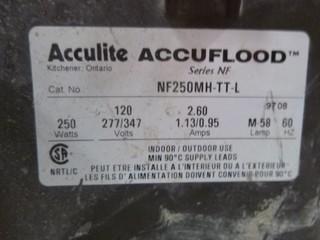 Acculite ACCUFLOOD™
Kitchener, Ontario Series NF
Cat. No. NF250MH-TT-L
120 2.60 9708
250 277/347 1.13/0.95 M-58 60
Watts Volts Amps Lamp HZ
INDOOR / OUTDOOR USE
MIN 90°C SUPPLY LEADS
NRTL/C PEUT ETRE INSTALLE A L'INTERIEUR OU A L'EXTERIEUR
LES FILS D'ALIMENTATION DOIVENT CONVENIR POUR 90°C